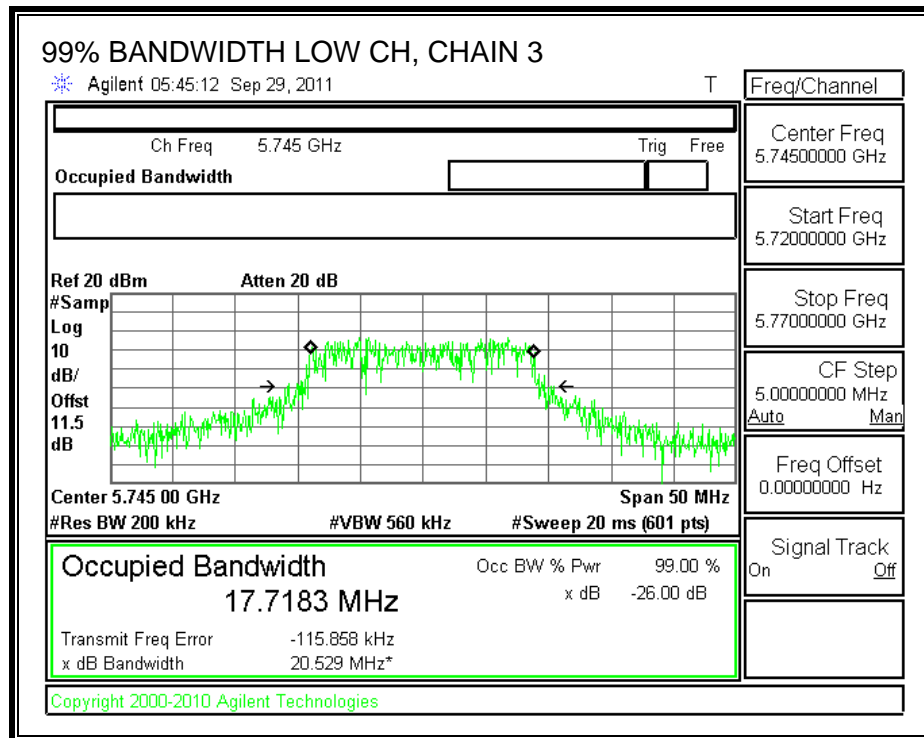 99% BANDWIDTH LOW CH, CHAIN 3
Agilent 05:45:12 Sep 29, 2011 T
Freq/Channel
Ch Freq 5.745 GHz Trig Free
Occupied Bandwidth
Center Freq
5.74500000 GHz
Start Freq
5.72000000 GHz
Stop Freq
5.77000000 GHz
CF Step
5.00000000 MHz
Auto Man
Freq Offset
0.00000000 Hz
Signal Track
On Off
Ref 20 dBm Atten 20 dB
#Samp
Log
10
dB/
Offst
11.5
dB
Center 5.745 00 GHz Span 50 MHz
#Res BW 200 kHz #VBW 560 kHz #Sweep 20 ms (601 pts)
Occupied Bandwidth
17.7183 MHz
Occ BW % Pwr 99.00 %
x dB -26.00 dB
Transmit Freq Error -115.858 kHz
x dB Bandwidth 20.529 MHz*
Copyright 2000-2010 Agilent Technologies